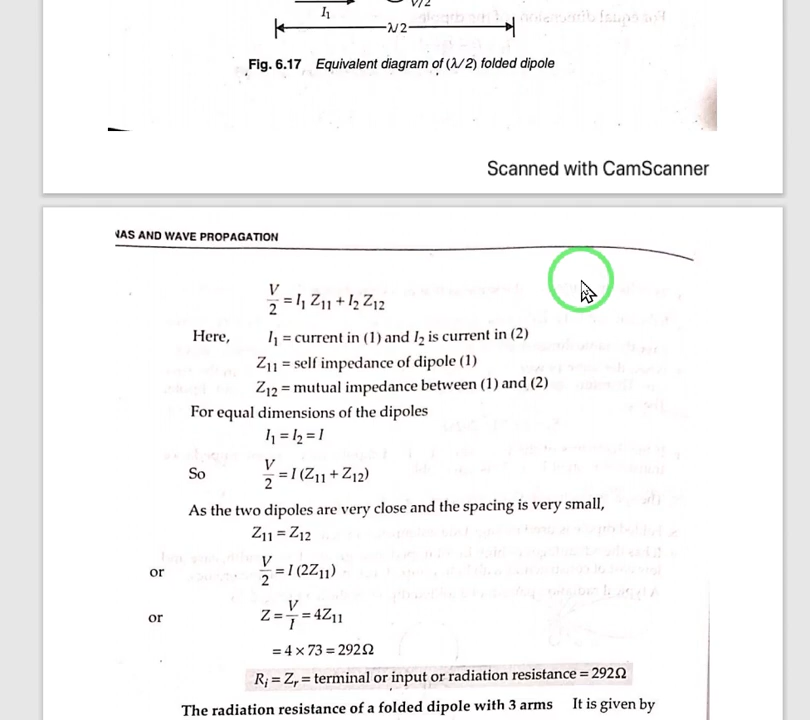 I₁
V/2
λ/2
Fig. 6.17 Equivalent diagram of (λ/2) folded dipole
Scanned with CamScanner
NAS AND WAVE PROPAGATION
V/2 = I₁ Z₁₁ + I₂ Z₁₂
Here, I₁ = current in (1) and I₂ is current in (2)
Z₁₁ = self impedance of dipole (1)
Z₁₂ = mutual impedance between (1) and (2)
For equal dimensions of the dipoles
I₁ = I₂ = I
So V/2 = I (Z₁₁ + Z₁₂)
As the two dipoles are very close and the spacing is very small,
Z₁₁ = Z₁₂
or V/2 = I (2Z₁₁)
or Z = V/I = 4Z₁₁
= 4 × 73 = 292Ω
Rᵢ = Zᵣ = terminal or input or radiation resistance = 292Ω
The radiation resistance of a folded dipole with 3 arms It is given by